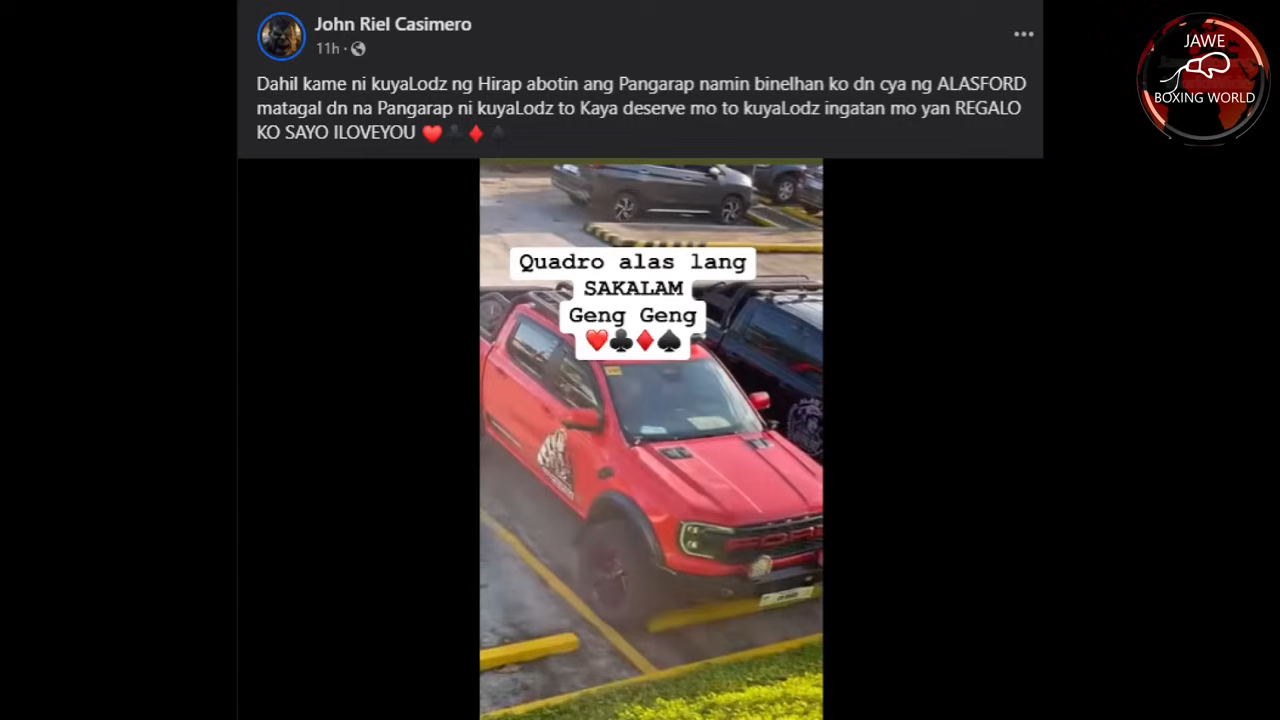 John Riel Casimero
11h ·
Dahil kame ni kuyaLodz ng Hirap abotin ang Pangarap namin binelhan ko dn cya ng ALASFORD
matagal dn na Pangarap ni kuyaLodz to Kaya deserve mo to kuyaLodz ingatan mo yan REGALO
KO SAYO ILOVEYOU ❤️♣️♦️♠️
JAWE
BOXING WORLD
Quadro alas lang
SAKALAM
Geng Geng
❤️♣️♦️♠️
FORD